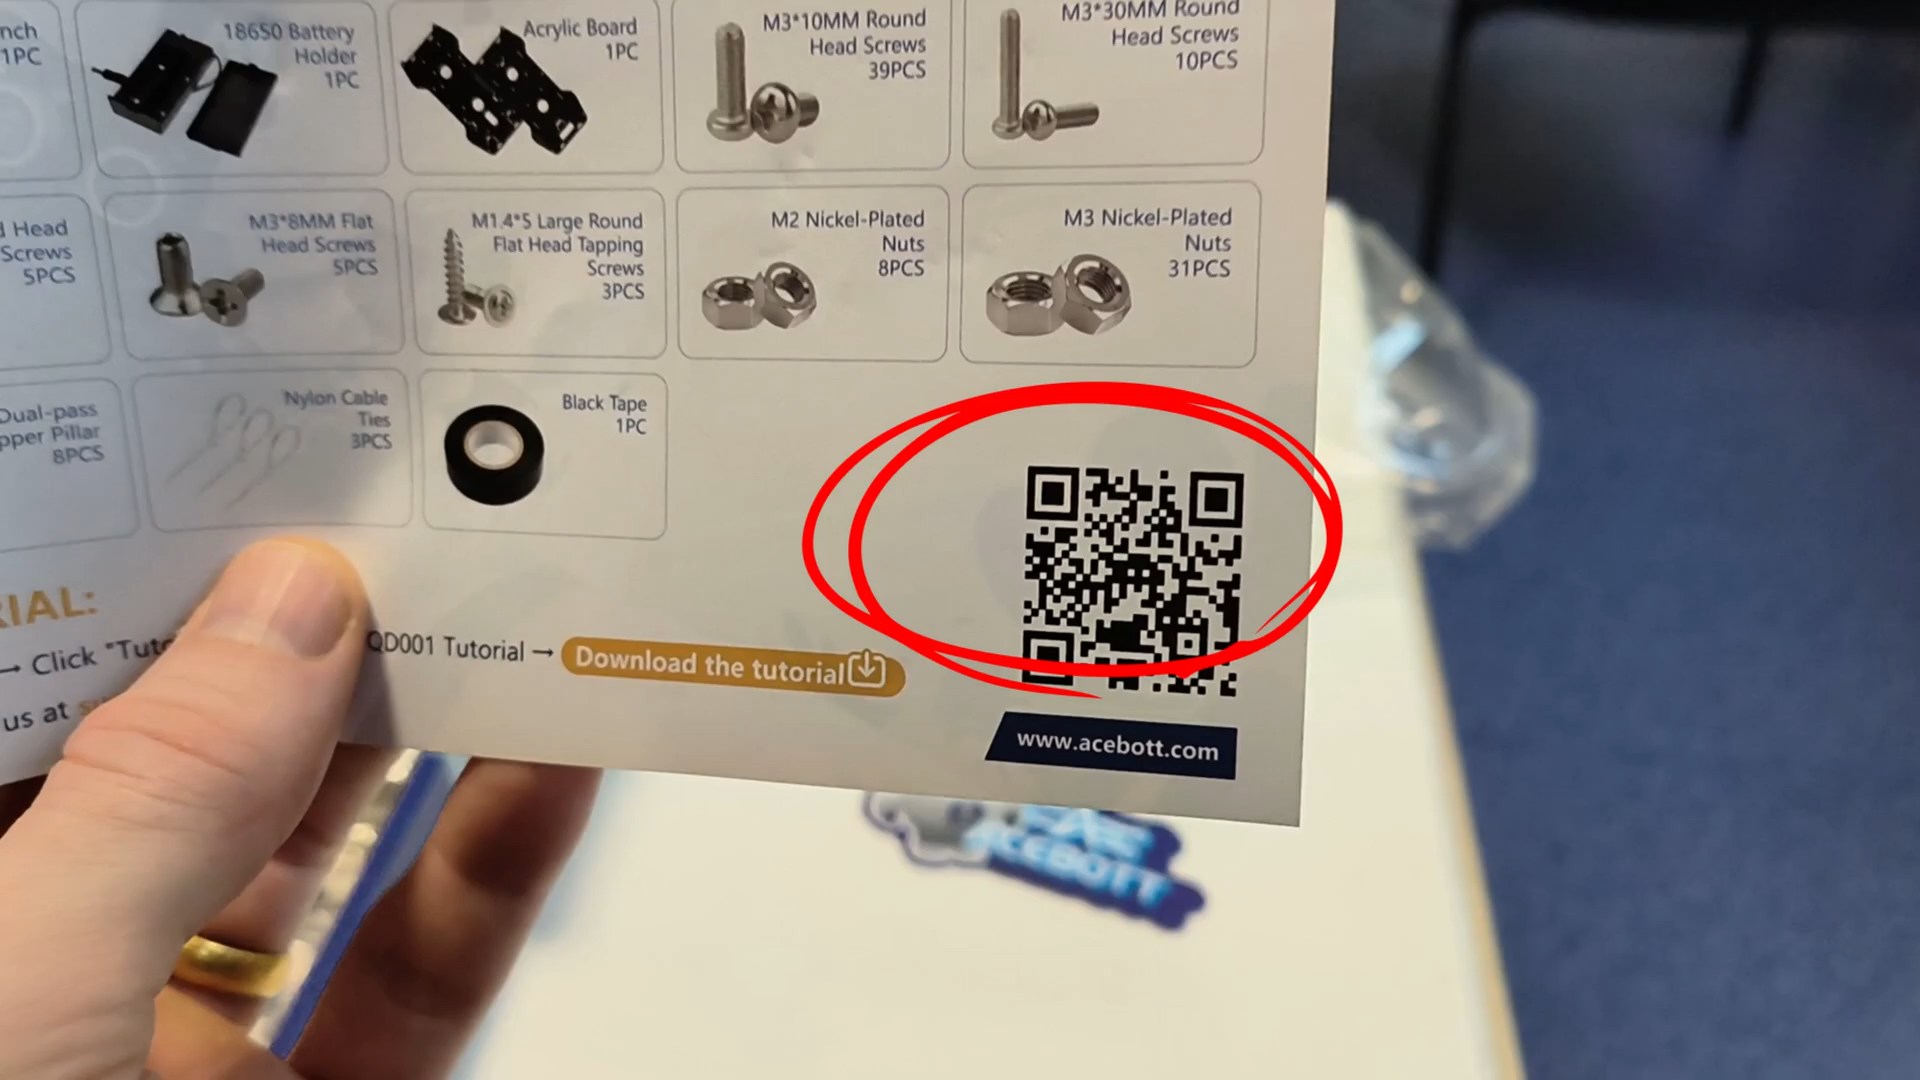 nch
1PC
18650 Battery
Holder
1PC
Acrylic Board
1PC
M3*10MM Round
Head Screws
39PCS
M3*30MM Round
Head Screws
10PCS
d Head
Screws
5PCS
M3*8MM Flat
Head Screws
5PCS
M1.4*5 Large Round
Flat Head Tapping
Screws
3PCS
M2 Nickel-Plated
Nuts
8PCS
M3 Nickel-Plated
Nuts
31PCS
Dual-pass
pper Pillar
8PCS
Nylon Cable
Ties
3PCS
Black Tape
1PC
RIAL:
→ Click "Tuto
QD001 Tutorial → Download the tutorial
us at
www.acebott.com
ACEBOTT